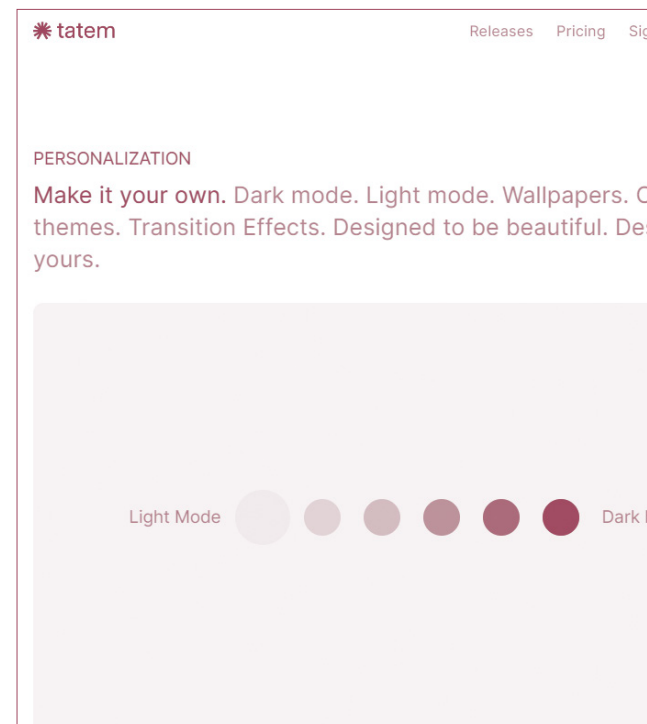 tatem
Releases Pricing
PERSONALIZATION
Make it your own. Dark mode. Light mode. Wallpapers.
themes. Transition Effects. Designed to be beautiful.
yours.
Light Mode Dark